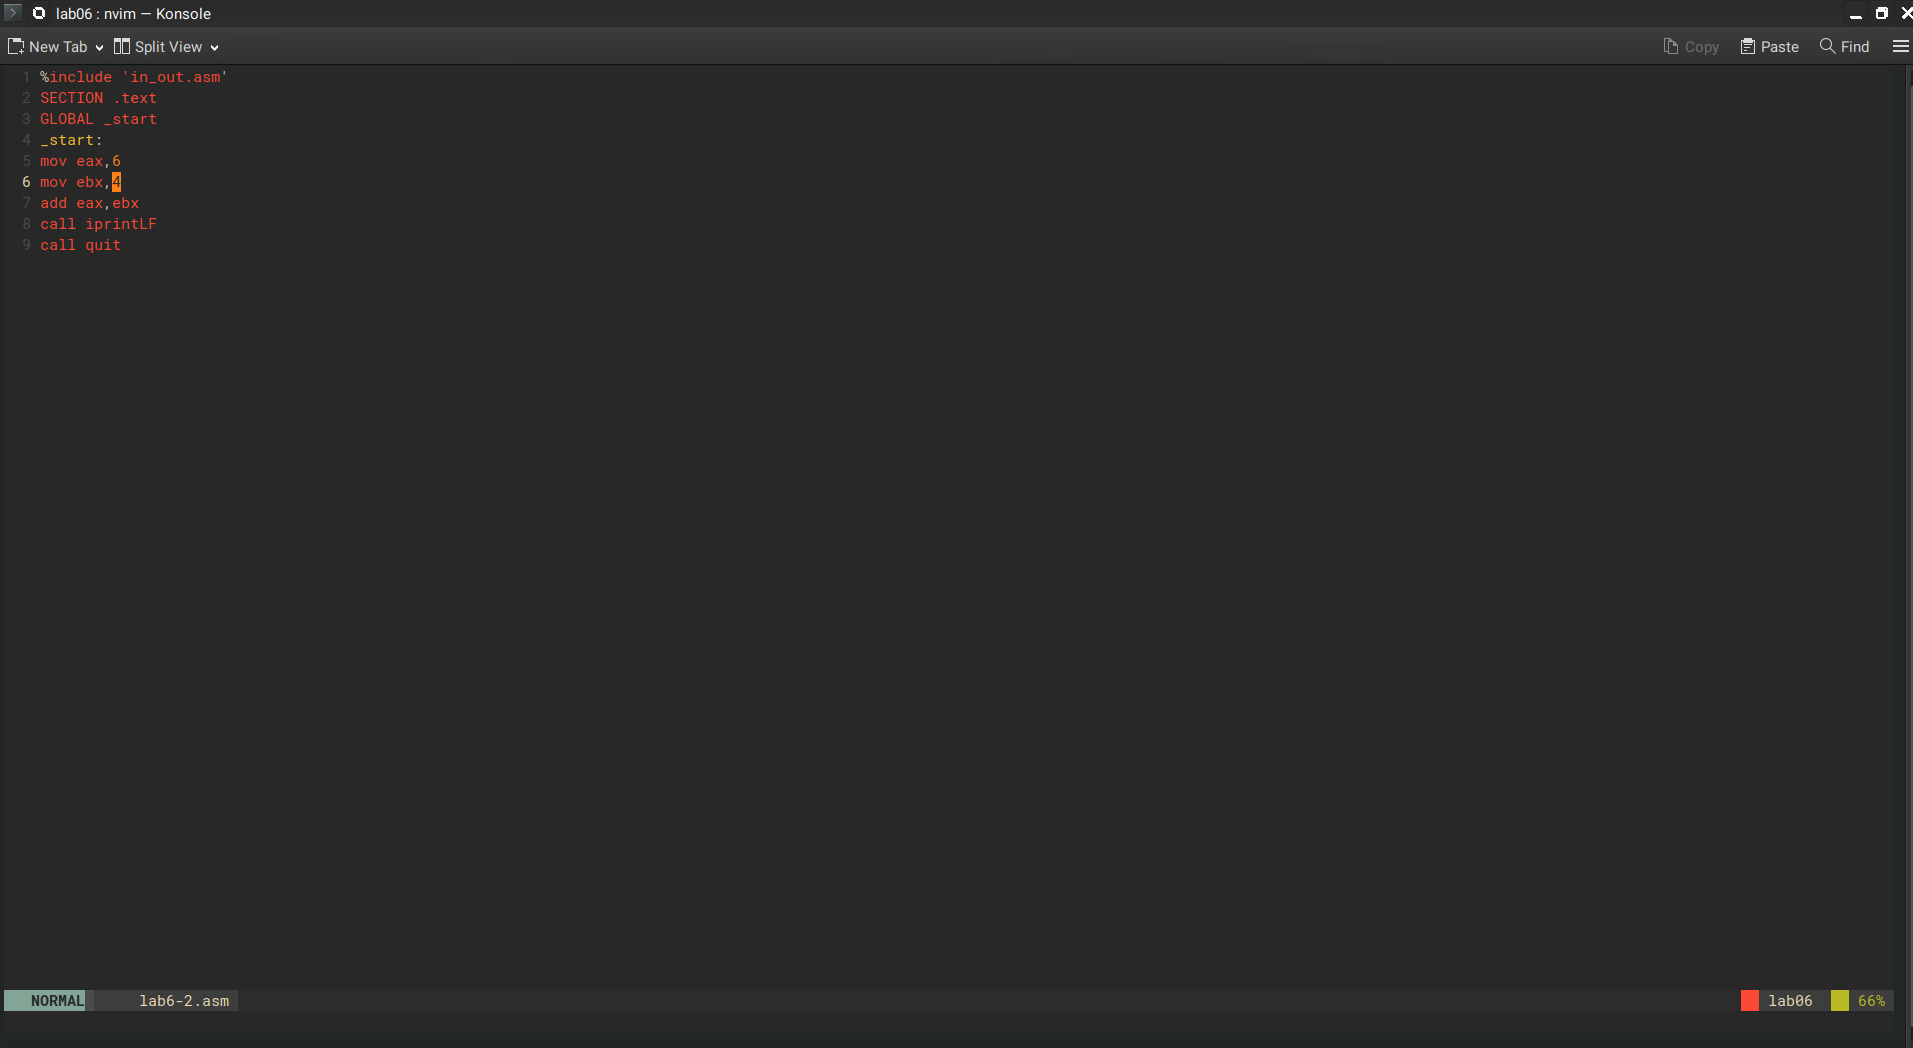 lab06 : nvim — Konsole
New Tab Split View Copy Paste Find
1 %include 'in_out.asm'
2 SECTION .text
3 GLOBAL _start
4 _start:
5 mov eax,6
6 mov ebx,4
7 add eax,ebx
8 call iprintLF
9 call quit
NORMAL lab6-2.asm lab06 66%